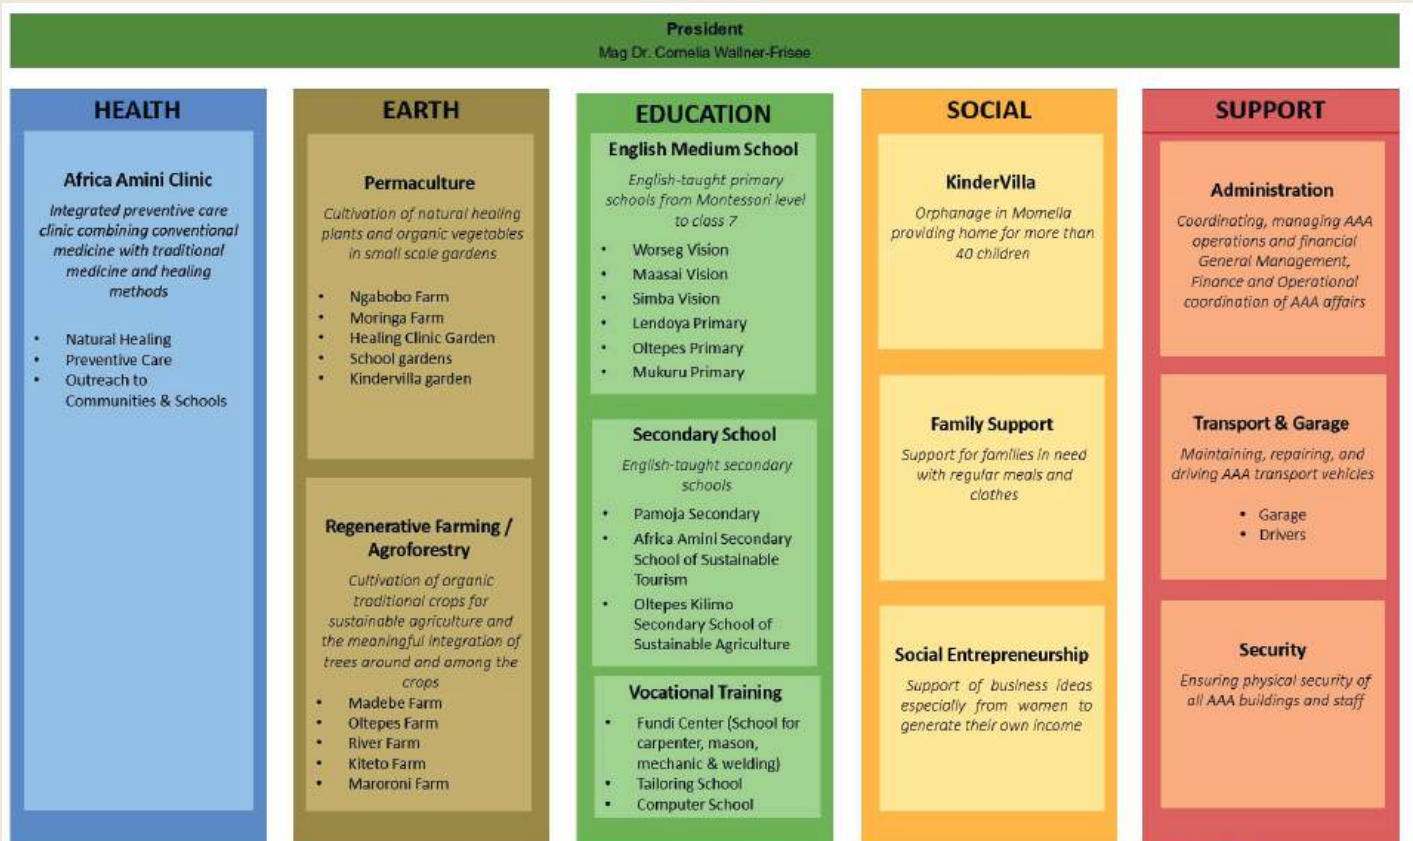 President
Mag Dr. Cornelia Wallner-Frisee
HEALTH
Africa Amini Clinic
Integrated preventive care
clinic combining conventional
medicine with traditional
medicine and healing
methods
• Natural Healing
• Preventive Care
• Outreach to
Communities & Schools
EARTH
Permaculture
Cultivation of natural healing
plants and organic vegetables
in small scale gardens
• Ngabobo Farm
• Moringa Farm
• Healing Clinic Garden
• School gardens
• Kindervilla garden
Regenerative Farming /
Agroforestry
Cultivation of organic
traditional crops for
sustainable agriculture and
the meaningful integration of
trees around and among the
crops
• Madebe Farm
• Oltepes Farm
• River Farm
• Kiteto Farm
• Maroroni Farm
EDUCATION
English Medium School
English-taught primary
schools from Montessori level
to class 7
• Worseg Vision
• Maasai Vision
• Simba Vision
• Lendoya Primary
• Oltepes Primary
• Mukuru Primary
Secondary School
English-taught secondary
schools
• Pamoja Secondary
• Africa Amini Secondary
School of Sustainable
Tourism
• Oltepes Kilimo
Secondary School of
Sustainable Agriculture
Vocational Training
• Fundi Center (School for
carpenter, mason,
mechanic & welding)
• Tailoring School
• Computer School
SOCIAL
KinderVilla
Orphanage in Momella
providing home for more than
40 children
Family Support
Support for families in need
with regular meals and
clothes
Social Entrepreneurship
Support of business ideas
especially from women to
generate their own income
SUPPORT
Administration
Coordinating, managing AAA
operations and financial
General Management,
Finance and Operational
coordination of AAA affairs
Transport & Garage
Maintaining, repairing, and
driving AAA transport vehicles
• Garage
• Drivers
Security
Ensuring physical security of
all AAA buildings and staff